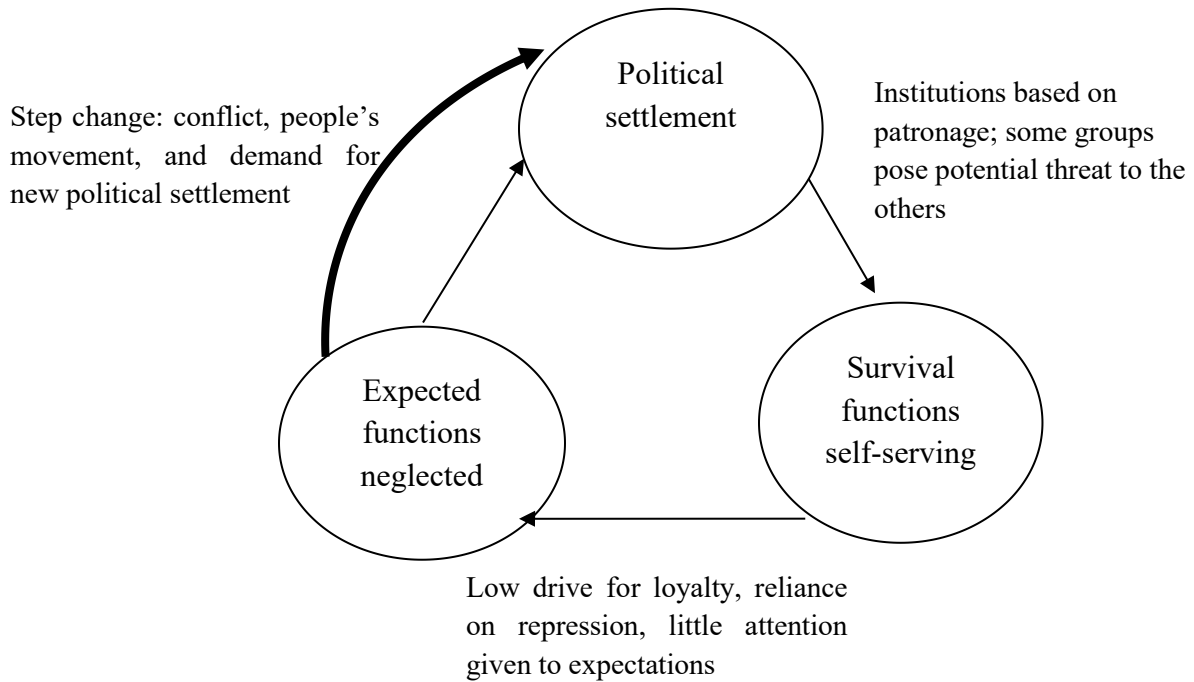 Political
settlement
Institutions based on
patronage; some groups
pose potential threat to the
others
Step change: conflict, people’s
movement, and demand for
new political settlement
Survival
functions
self-serving
Expected
functions
neglected
Low drive for loyalty, reliance
on repression, little attention
given to expectations